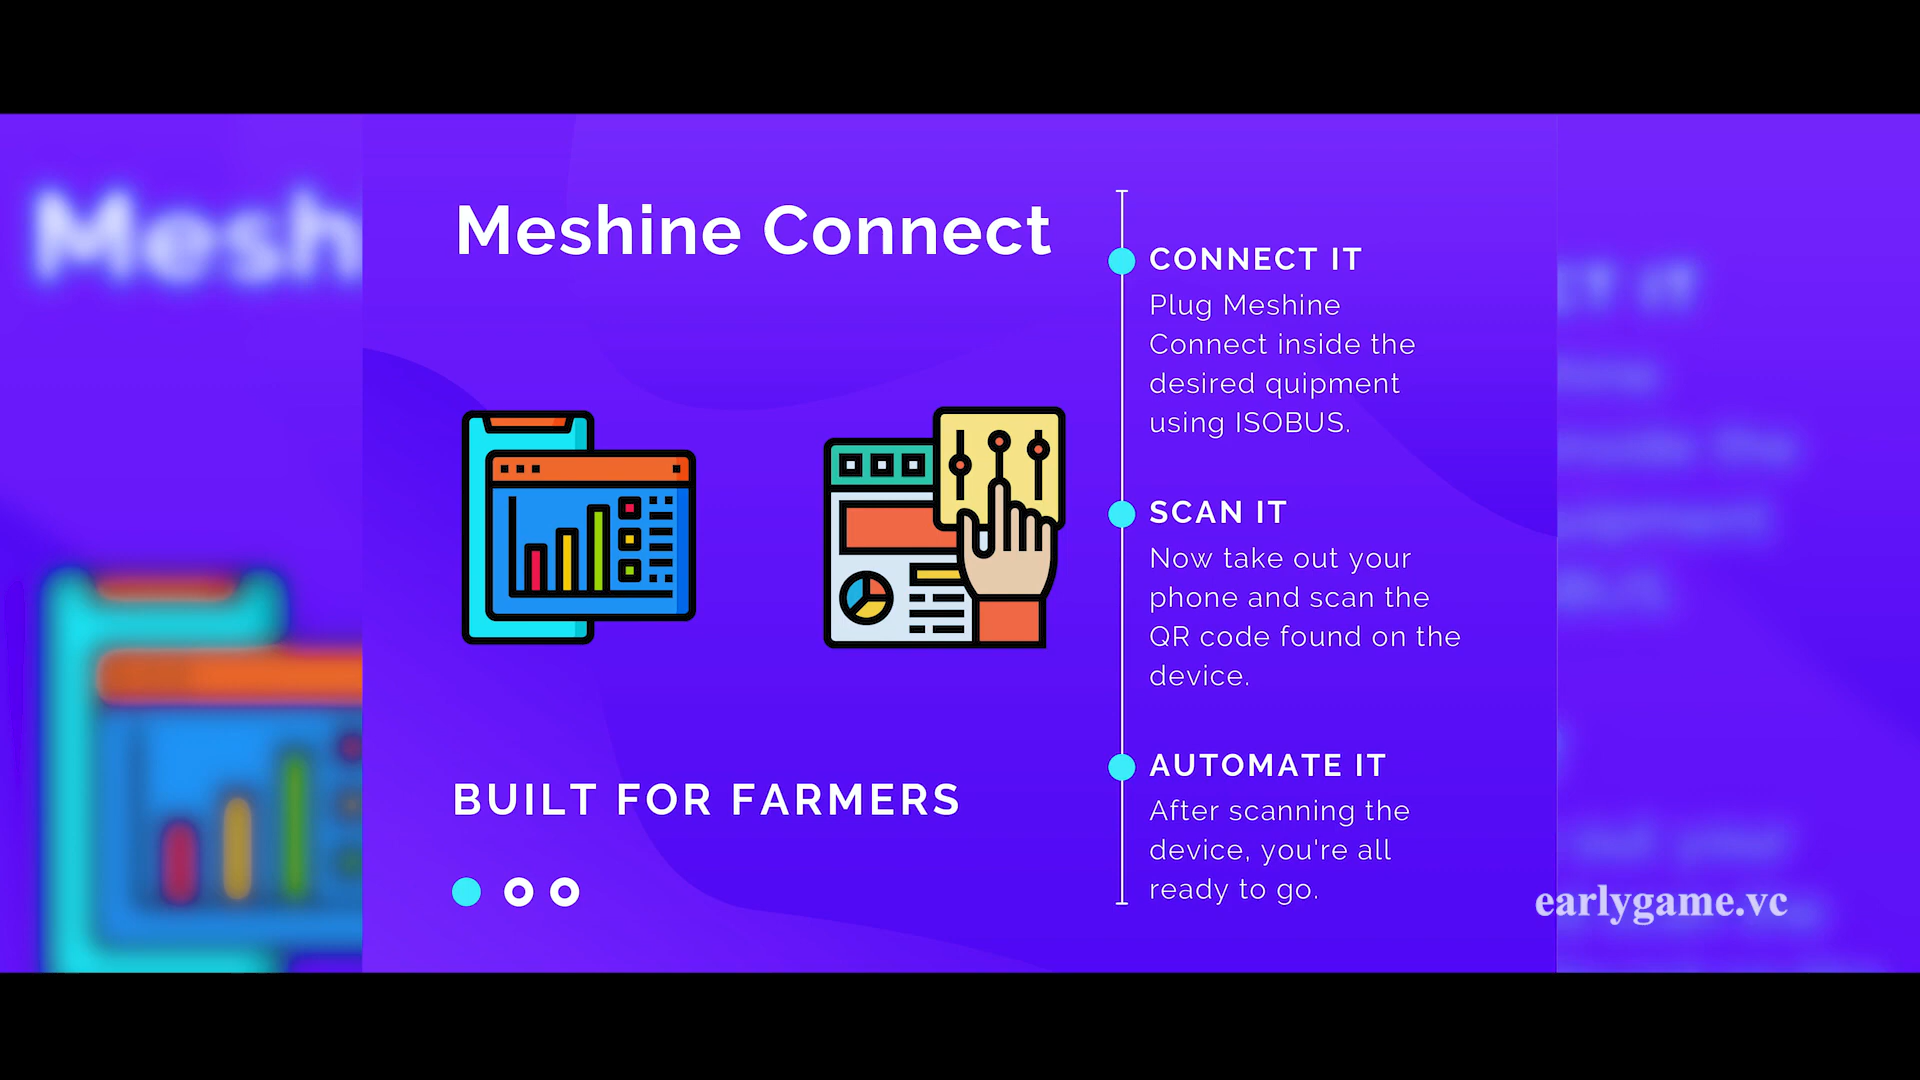 Meshine Connect
CONNECT IT
Plug Meshine
Connect inside the
desired quipment
using ISOBUS.
SCAN IT
Now take out your
phone and scan the
QR code found on the
device.
AUTOMATE IT
After scanning the
device, you're all
ready to go.
BUILT FOR FARMERS
earlygame.vc